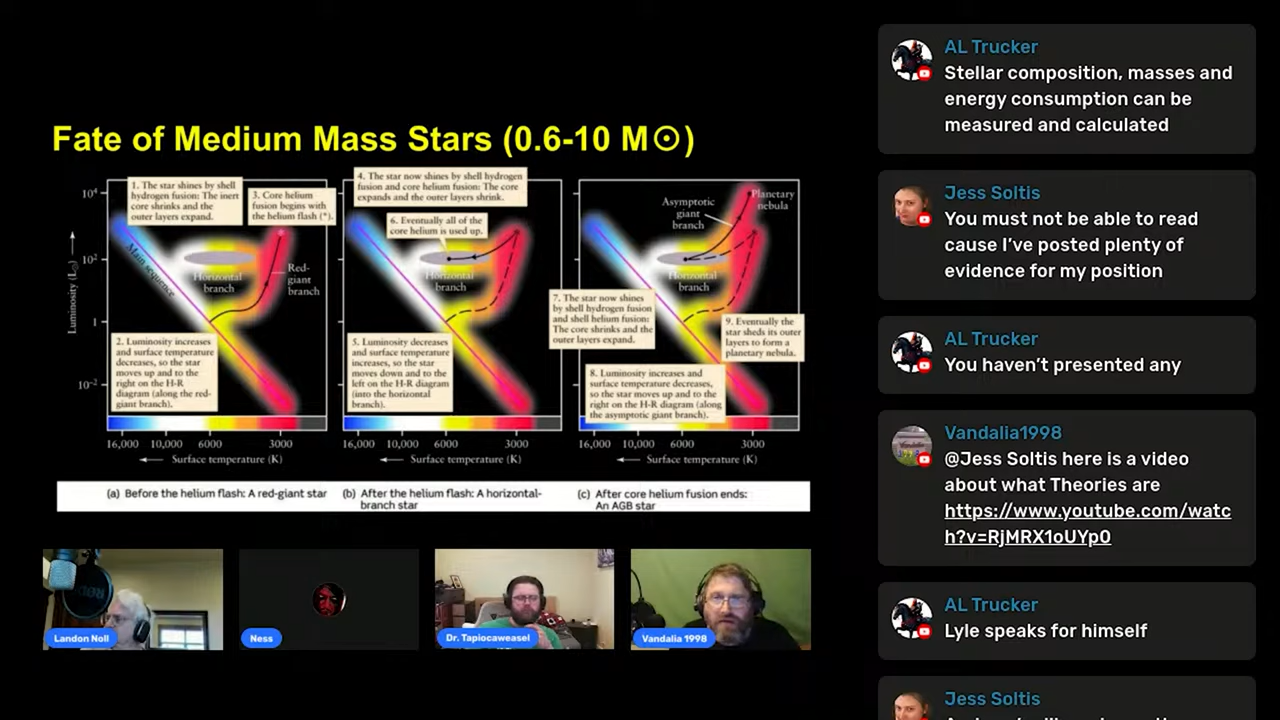 Fate of Medium Mass Stars (0.6-10 M☉)
1. The star shines by shell
hydrogen fusion: The inert
core shrinks and the
outer layers expand.
3. Core helium
fusion begins with
the helium flash (*).
Main sequence
Horizontal
branch
Red-
giant
branch
2. Luminosity increases
and surface temperature
decreases, so the star
moves up and to the
right on the H-R
diagram (along the red-
giant branch).
Luminosity (L☉)
10⁴
10²
1
10⁻²
16,000 10,000 6000 3000
Surface temperature (K)
4. The star now shines by shell hydrogen
fusion and core helium fusion: The core
expands and the outer layers shrink.
6. Eventually all of the
core helium is used up.
Horizontal
branch
5. Luminosity decreases
and surface temperature
increases, so the star
moves down and to the
left on the H-R diagram
(into the horizontal
branch).
16,000 10,000 6000 3000
Surface temperature (K)
Planetary
nebula
Asymptotic
giant
branch
Horizontal
branch
7. The star now shines
by shell hydrogen fusion
and shell helium fusion:
The core shrinks and the
outer layers expand.
9. Eventually the
star sheds its outer
layers to form a
planetary nebula.
8. Luminosity increases and
surface temperature decreases,
so the star moves up and to the
right on the H-R diagram (along
the asymptotic giant branch).
16,000 10,000 6000 3000
Surface temperature (K)
(a) Before the helium flash: A red-giant star
(b) After the helium flash: A horizontal-
branch star
(c) After core helium fusion ends:
An AGB star
RØDE
Landon Noll
Ness
Dr. Tapiocaweasel
Vandalia 1998
AL Trucker
Stellar composition, masses and
energy consumption can be
measured and calculated
Jess Soltis
You must not be able to read
cause I've posted plenty of
evidence for my position
AL Trucker
You haven't presented any
Vandalia1998
@Jess Soltis here is a video
about what Theories are
https://www.youtube.com/watc
h?v=RjMRX1oUYp0
AL Trucker
Lyle speaks for himself
Jess Soltis